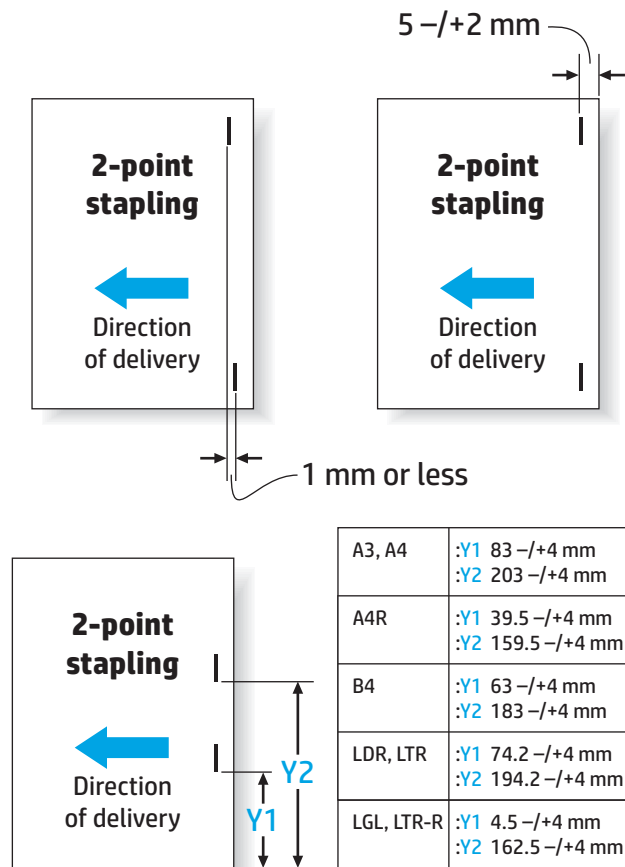 5 –/+2 mm
2-point
stapling
Direction
of delivery
2-point
stapling
Direction
of delivery
1 mm or less
2-point
stapling
Direction
of delivery
Y1
Y2
A3, A4 :Y1 83 –/+4 mm
:Y2 203 –/+4 mm
A4R :Y1 39.5 –/+4 mm
:Y2 159.5 –/+4 mm
B4 :Y1 63 –/+4 mm
:Y2 183 –/+4 mm
LDR, LTR :Y1 74.2 –/+4 mm
:Y2 194.2 –/+4 mm
LGL, LTR-R :Y1 4.5 –/+4 mm
:Y2 162.5 –/+4 mm